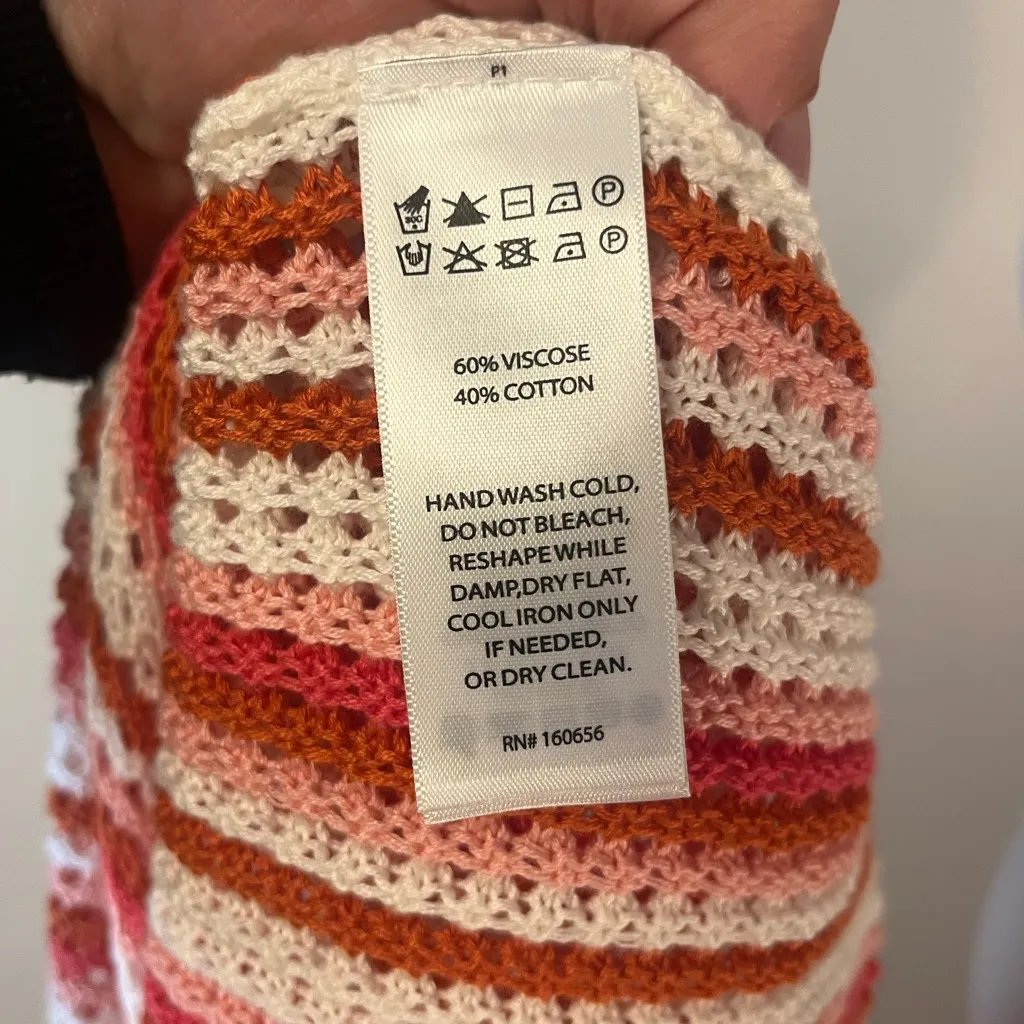 P1
30C
P
P
60% VISCOSE
40% COTTON
HAND WASH COLD,
DO NOT BLEACH,
RESHAPE WHILE
DAMP,DRY FLAT,
COOL IRON ONLY
IF NEEDED,
OR DRY CLEAN.
RN# 160656